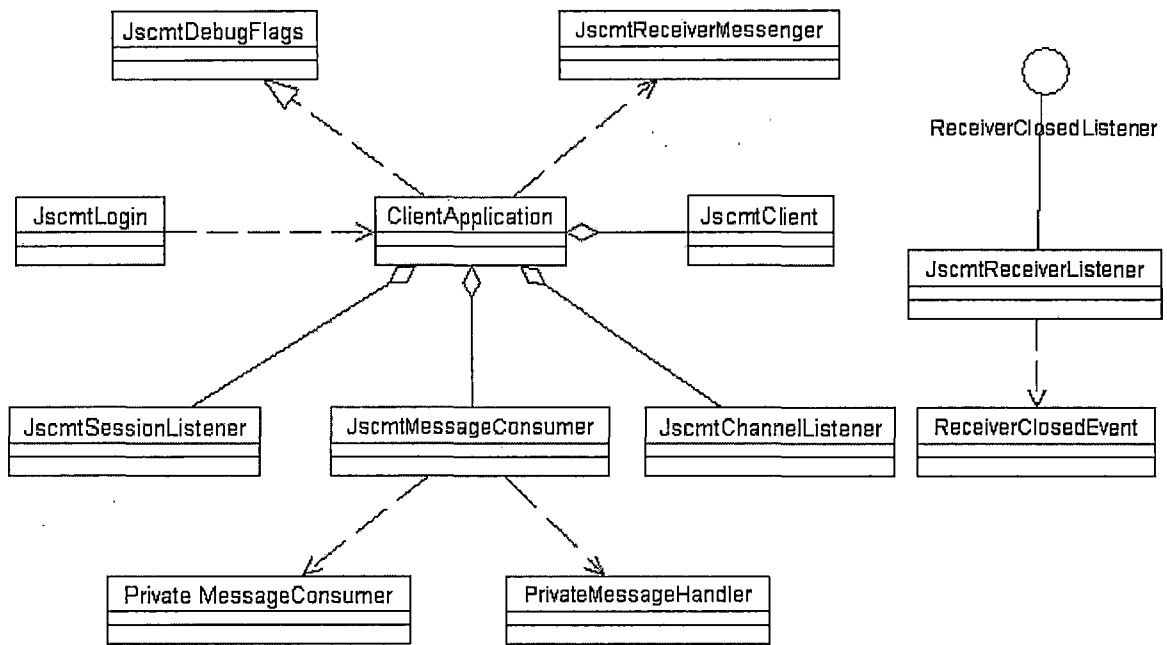 JscmtDebugFlags
JscmtReceiverMessenger
ReceiverClosedListener
JscmtLogin
ClientApplication
JscmtClient
JscmtReceiverListener
JscmtSessionListener
JscmtMessageConsumer
JscmtChannelListener
ReceiverClosedEvent
Private MessageConsumer
PrivateMessageHandler